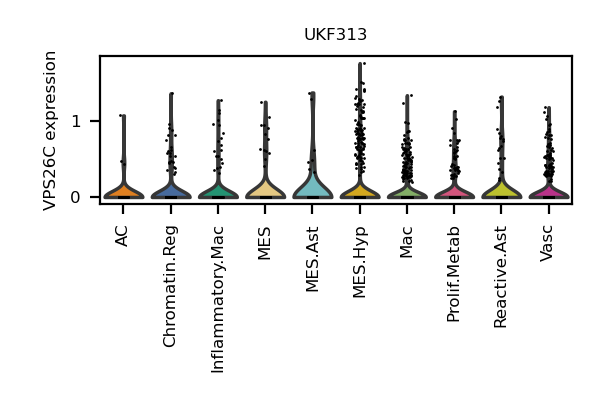 UKF313
VPS26C expression
1
0
AC
Chromatin.Reg
Inflammatory.Mac
MES
MES.Ast
MES.Hyp
Mac
Prolif.Metab
Reactive.Ast
Vasc